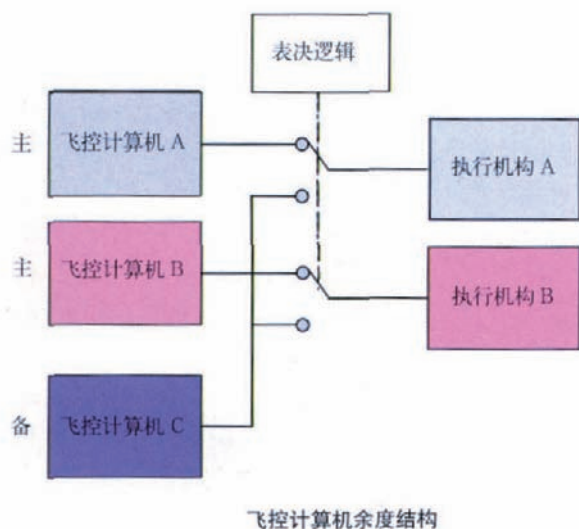 表决逻辑
主
飞控计算机 A
执行机构 A
主
飞控计算机 B
执行机构 B
备
飞控计算机 C
飞控计算机余度结构